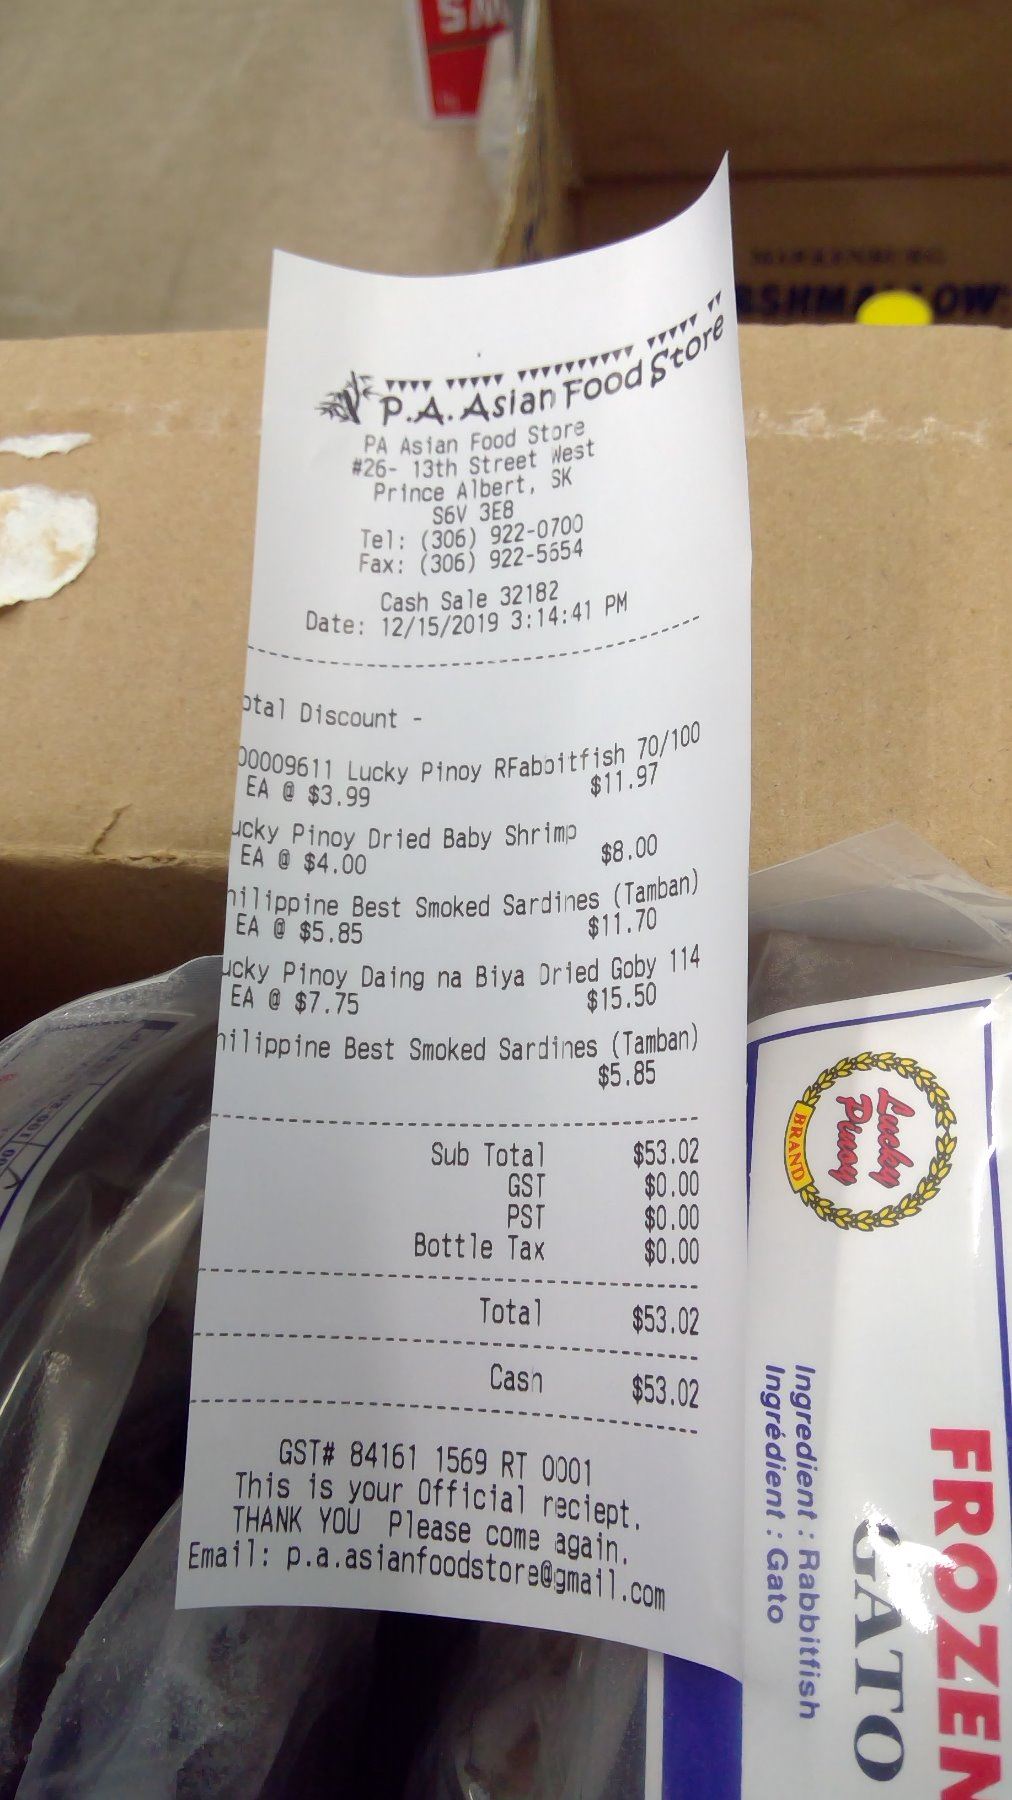 P.A. Asian Food Store
PA Asian Food Store
#26- 13th Street West
Prince Albert, SK
S6V 3E8
Tel: (306) 922-0700
Fax: (306) 922-5654
Cash Sale 32182
Date: 12/15/2019 3:14:41 PM
otal Discount -
00009611 Lucky Pinoy RFabbitfish 70/100
EA @ $3.99 $11.97
ucky Pinoy Dried Baby Shrimp
EA @ $4.00 $8.00
hilippine Best Smoked Sardines (Tamban)
EA @ $5.85 $11.70
ucky Pinoy Daing na Biya Dried Goby 114
EA @ $7.75 $15.50
hilippine Best Smoked Sardines (Tamban)
$5.85
Sub Total $53.02
GST $0.00
PST $0.00
Bottle Tax $0.00
Total $53.02
Cash $53.02
GST# 84161 1569 RT 0001
This is your Official reciept.
THANK YOU Please come again.
Email: p.a.asianfoodstore@gmail.com
Lucky
Pinoy
BRAND
FROZEN
GATO
Ingredient : Rabbitfish
Ingrédient : Gato